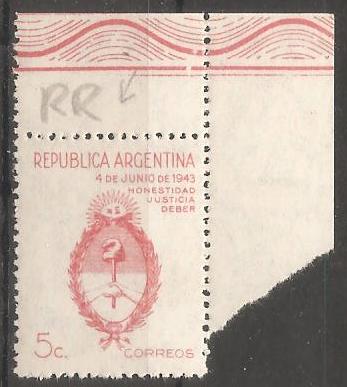 RR
REPUBLICA ARGENTINA
4 DE JUNIO DE 1943
HONESTIDAD
JUSTICIA
DEBER
5c. CORREOS